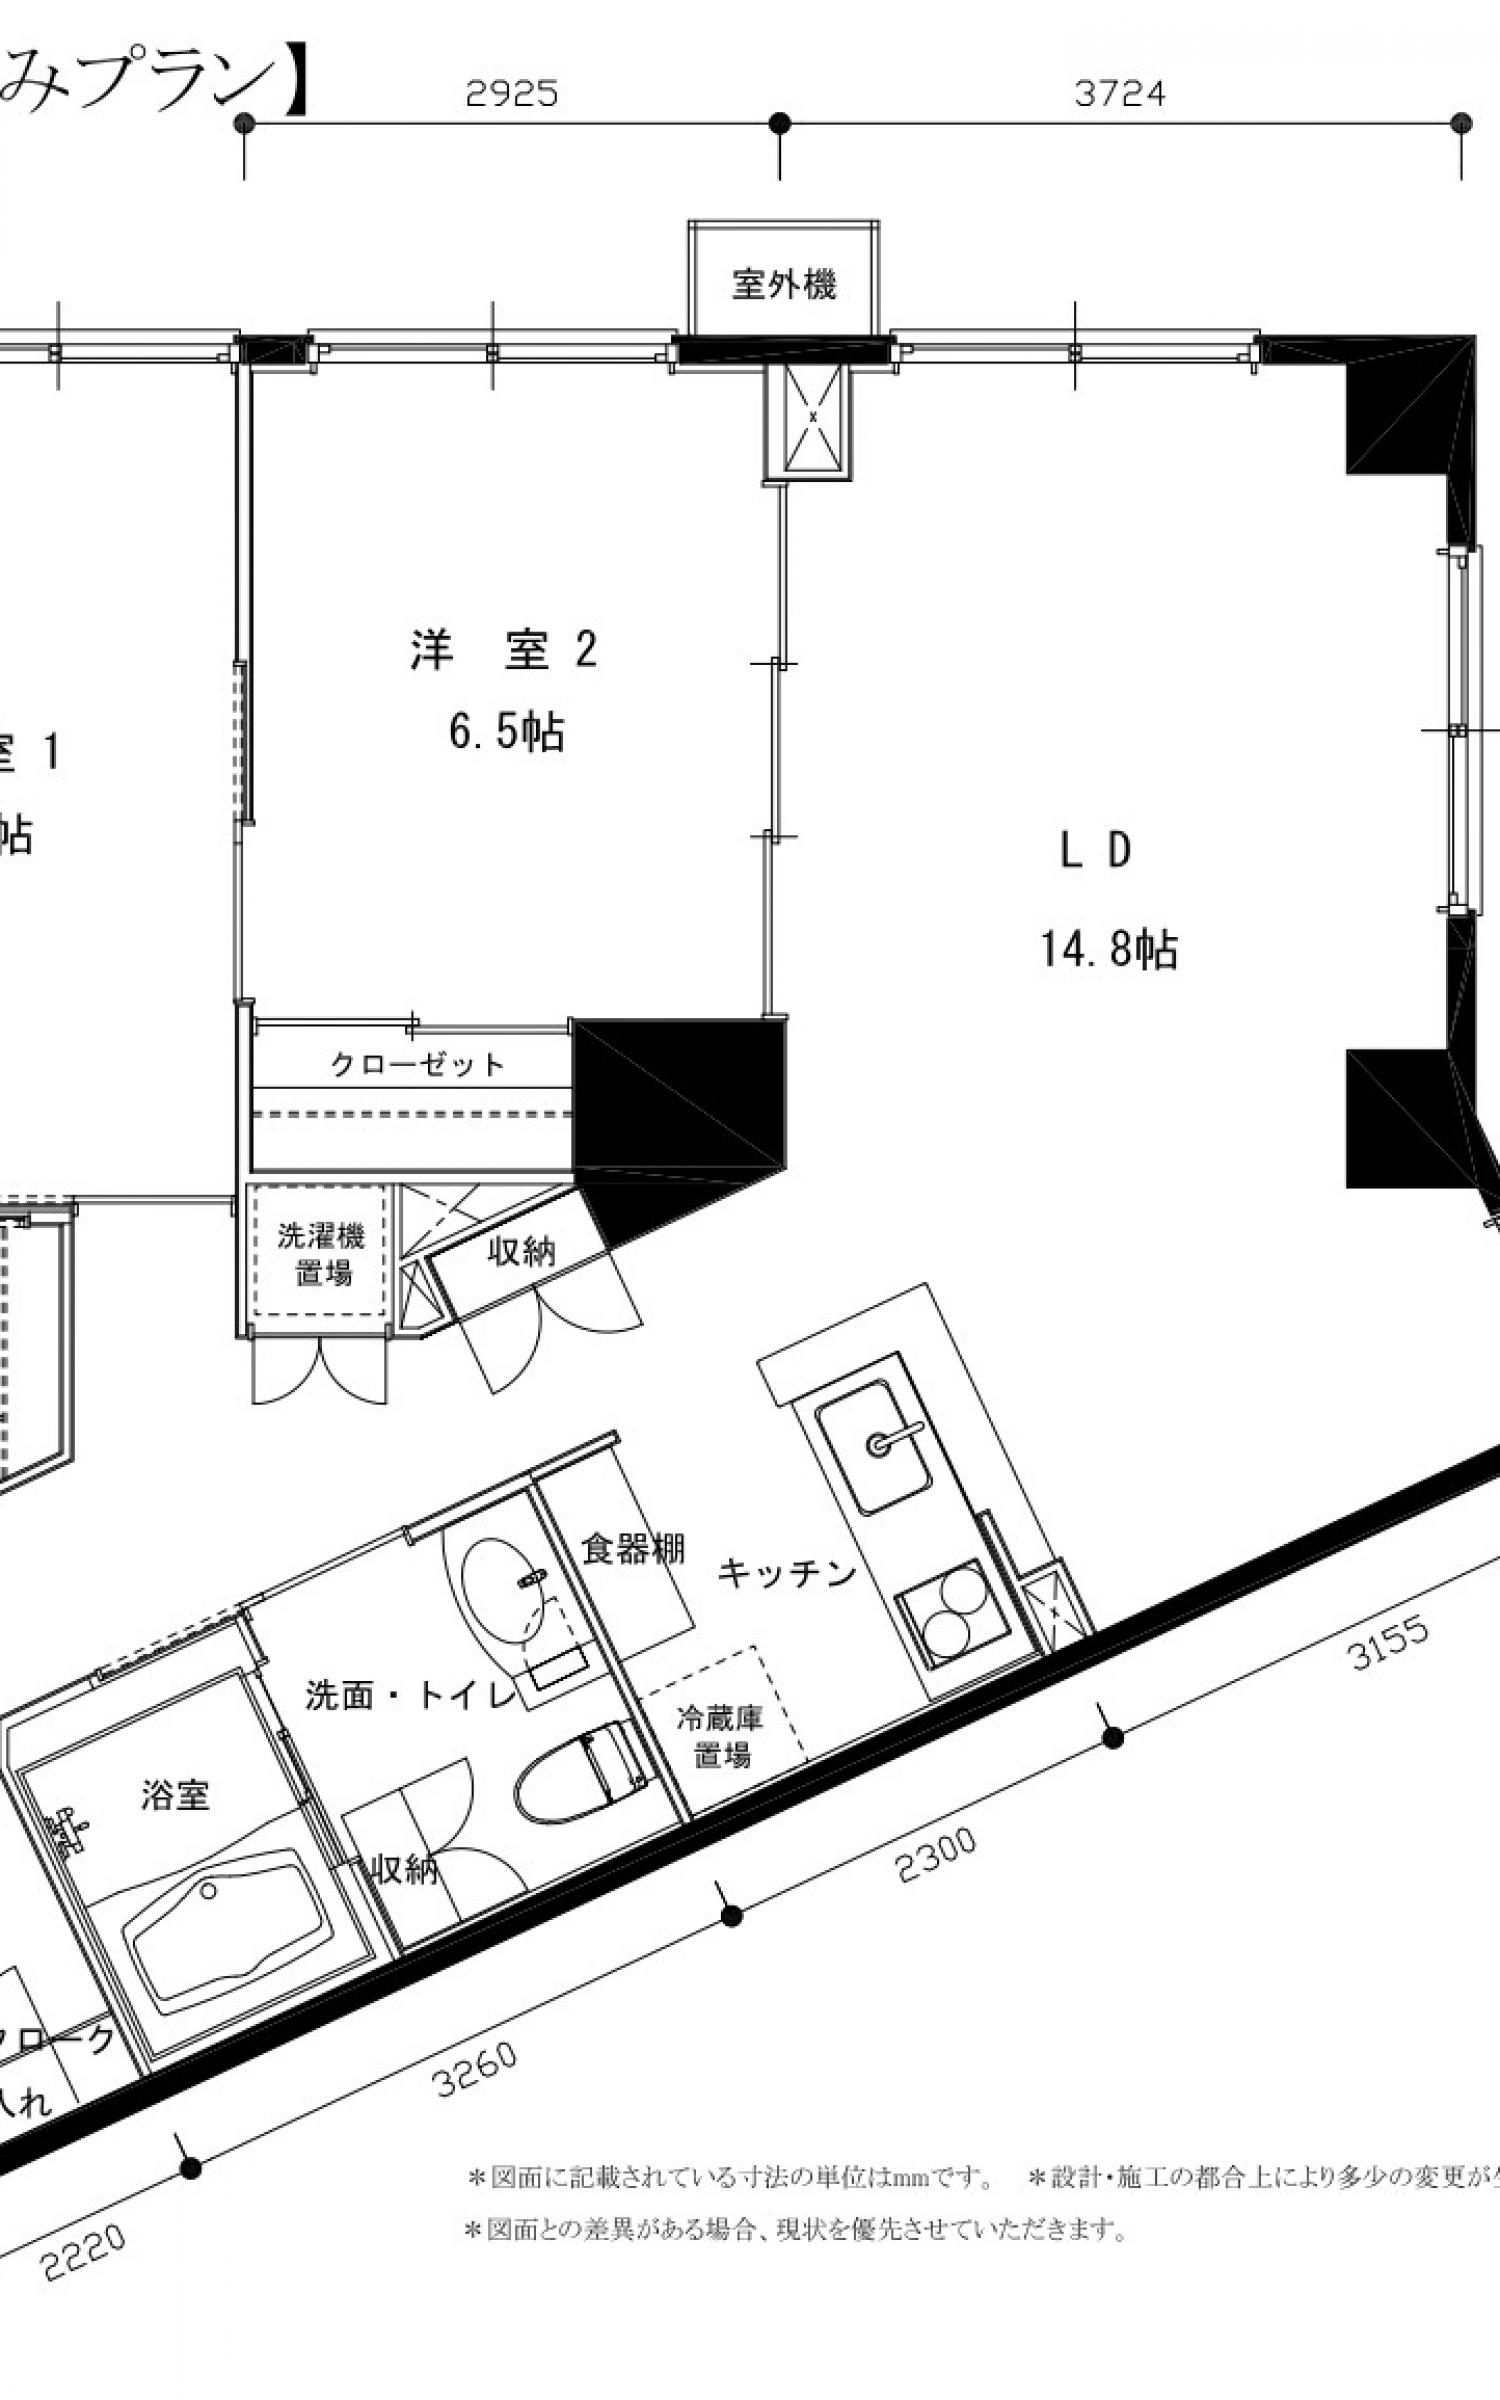 みプラン】
2925
3724
室外機
洋 室 2
6.5帖
室 1
帖
L D
14.8帖
クローゼット
洗濯機
置場
収納
食器棚
キッチン
洗面・トイレ
冷蔵庫
置場
浴室
収納
クローク
入れ
3155
2300
3260
2220
＊図面に記載されている寸法の単位はmmです。 ＊設計・施工の都合上により多少の変更が
＊図面との差異がある場合、現状を優先させていただきます。